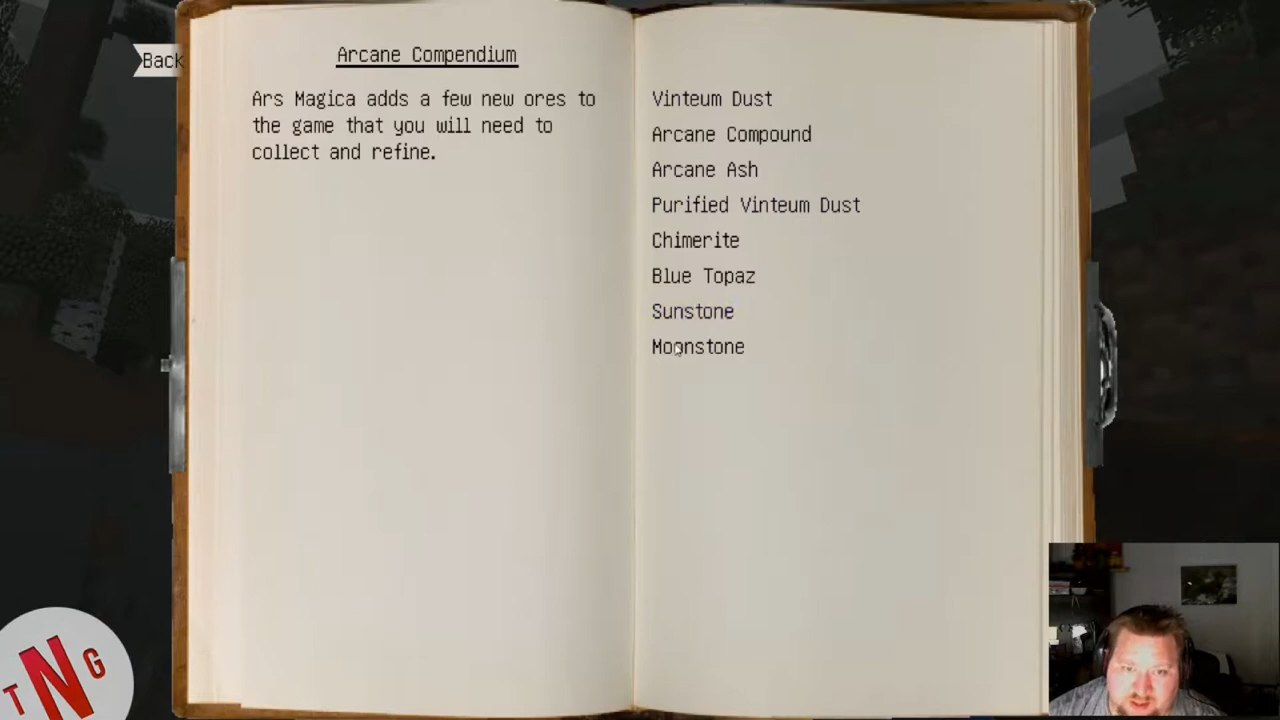 Back
Arcane Compendium
Ars Magica adds a few new ores to
the game that you will need to
collect and refine.
Vinteum Dust
Arcane Compound
Arcane Ash
Purified Vinteum Dust
Chimerite
Blue Topaz
Sunstone
Moonstone
TNG